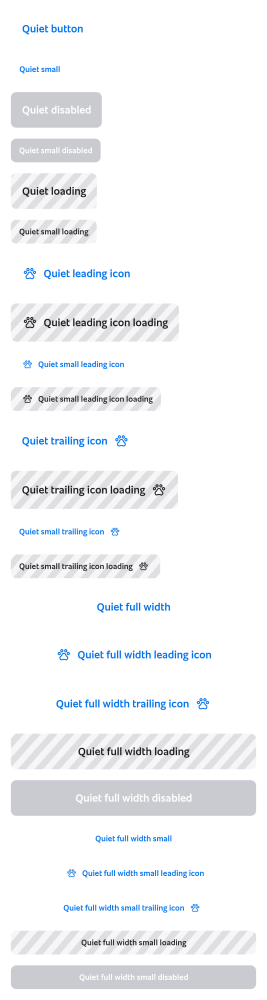 Quiet button
Quiet small
Quiet disabled
Quiet small disabled
Quiet loading
Quiet small loading
Quiet leading icon
Quiet leading icon loading
Quiet small leading icon
Quiet small leading icon loading
Quiet trailing icon
Quiet trailing icon loading
Quiet small trailing icon
Quiet small trailing icon loading
Quiet full width
Quiet full width leading icon
Quiet full width trailing icon
Quiet full width loading
Quiet full width disabled
Quiet full width small
Quiet full width small leading icon
Quiet full width small trailing icon
Quiet full width small loading
Quiet full width small disabled